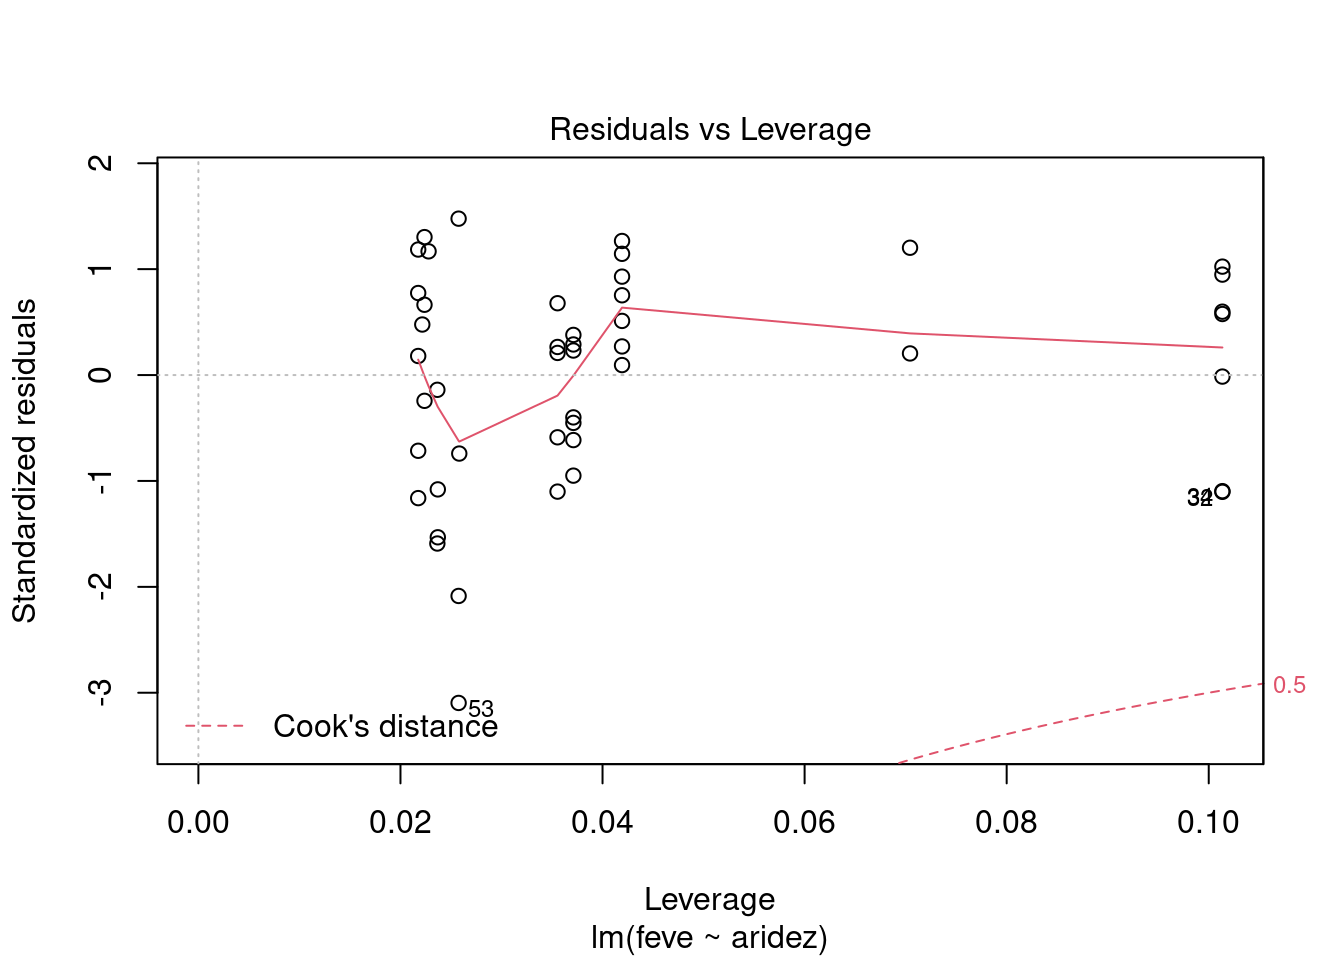 Residuals vs Leverage
Standardized residuals
2
1
0
-1
-2
-3
53
32
0.5
Cook's distance
0.00 0.02 0.04 0.06 0.08 0.10
Leverage
lm(feve ~ aridez)